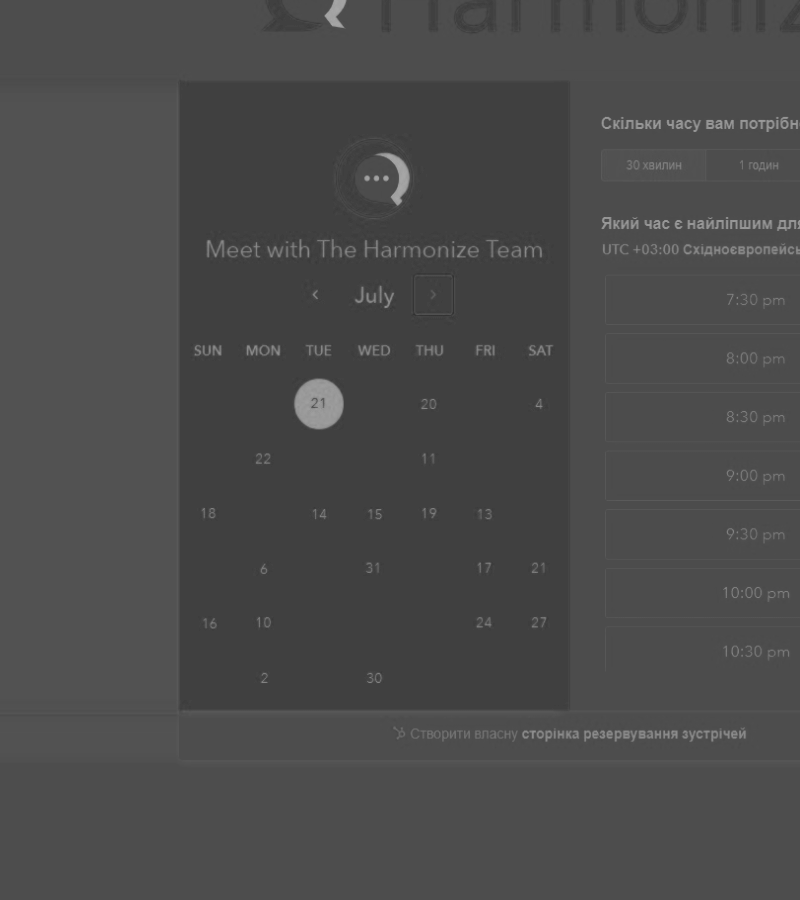 Harmoniz
Скільки часу вам потрібн
30 хвилин 1 годин
Meet with The Harmonize Team
Який час є найліпшим для
UTC +03:00 Східноєвропейсь
July
7:30 pm
8:00 pm
8:30 pm
9:00 pm
9:30 pm
10:00 pm
10:30 pm
SUN MON TUE WED THU FRI SAT
21 20 4
22 11
18 14 15 19 13
6 31 17 21
16 10 24 27
2 30
Створити власну сторінка резервування зустрічей